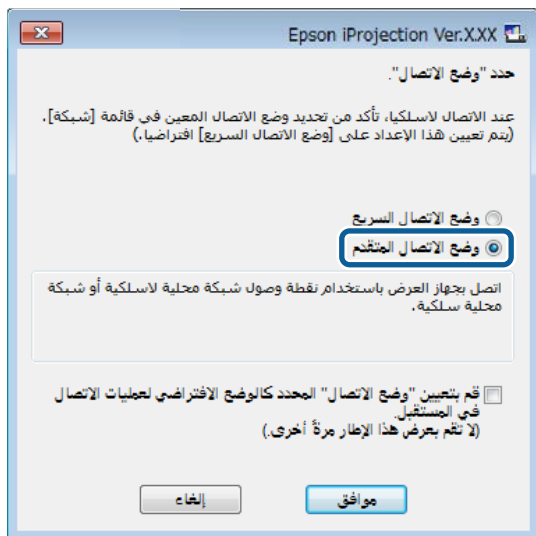 Epson iProjection Ver.X.XX
حدد "وضع الاتصال".
عند الاتصال لاسلكيا، تأكد من تحديد وضع الاتصال المعين في قائمة [شبكة].
(يتم تعيين هذا الإعداد على [وضع الاتصال السريع] افتراضيا.)
وضع الاتصال السريع
وضع الاتصال المتقدم
اتصل بجهاز العرض باستخدام نقطة وصول شبكة محلية لاسلكية أو شبكة
محلية سلكية.
قم بتعيين "وضع الاتصال" المحدد كالوضع الافتراضي لعمليات الاتصال
في المستقبل.
(لا تقم بعرض هذا الإطار مرةً أخرى.)
موافق
إلغاء